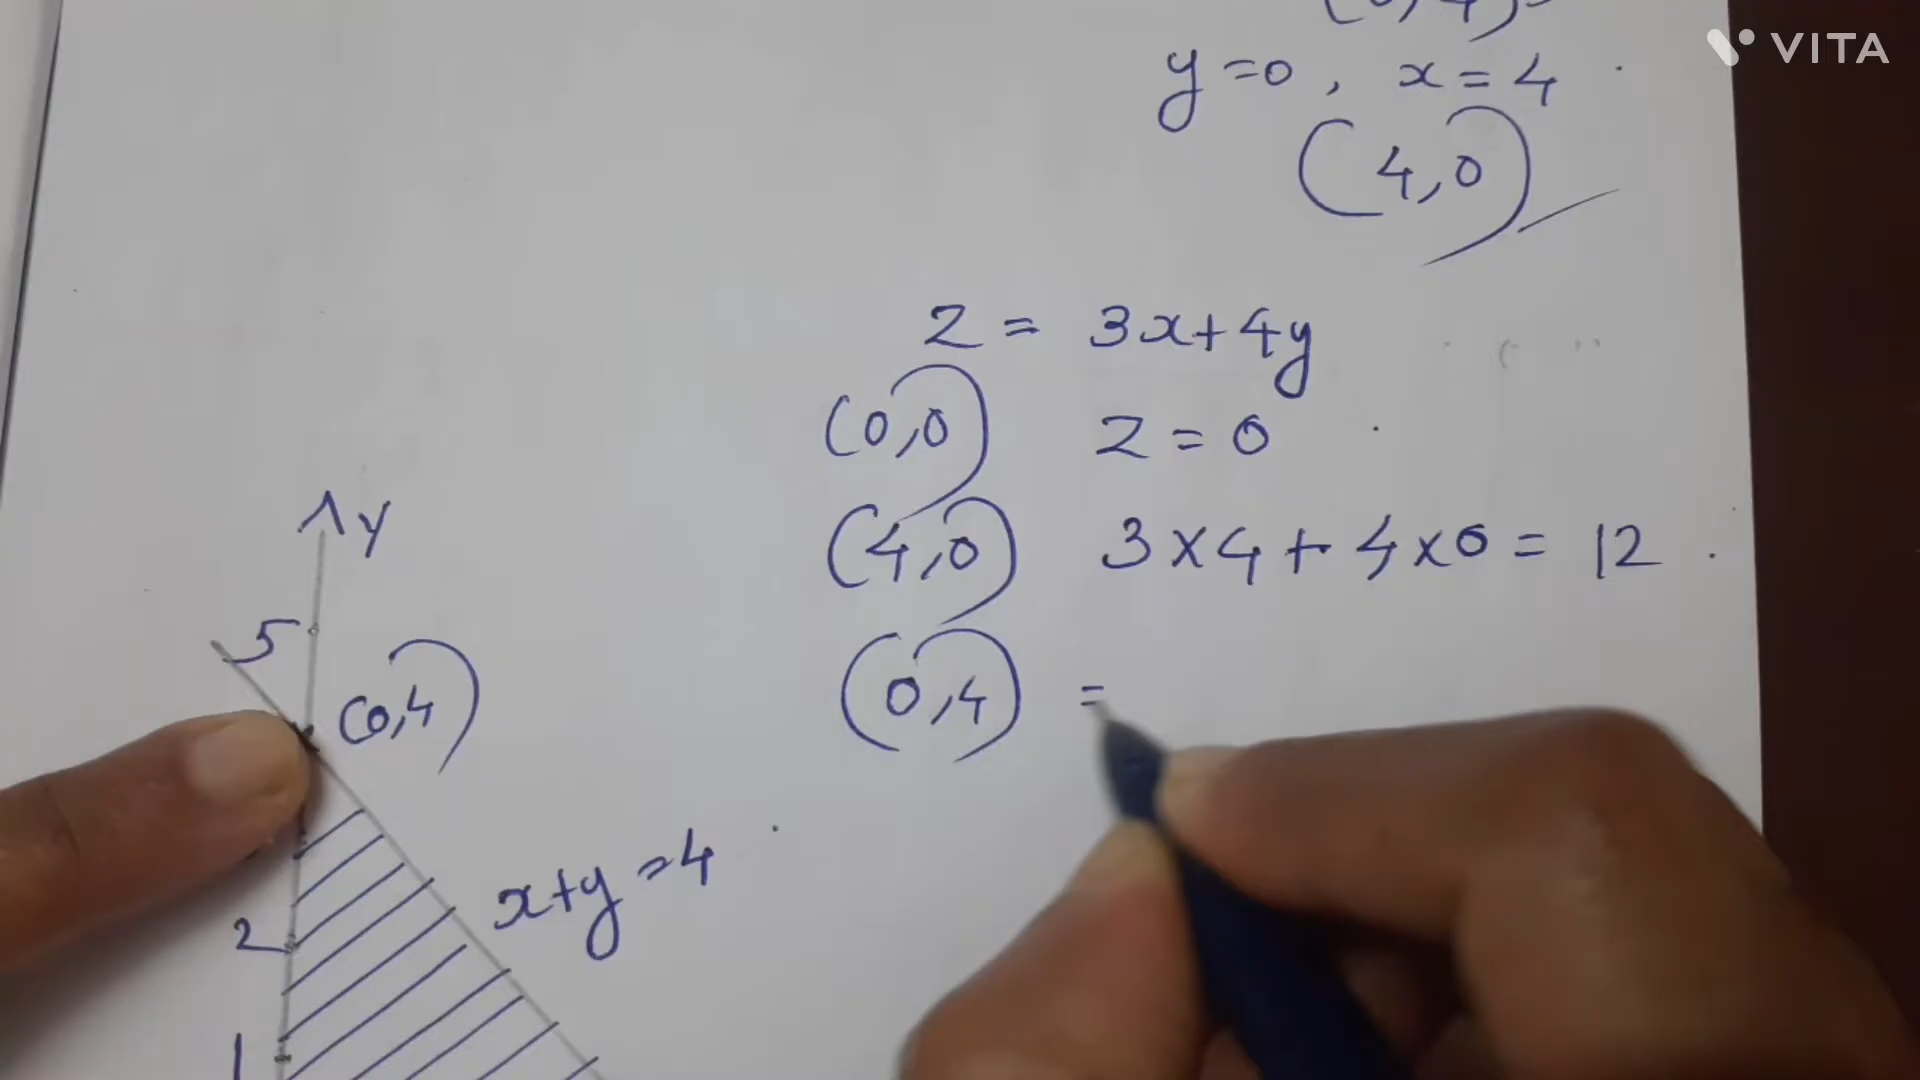 VITA
y=0, x=4
(4,0)
Z = 3x+4y
(0,0) Z=0
(4,0) 3×4+4×0=12
(0,4) =
Y
5
(0,4)
x+y=4
2
1